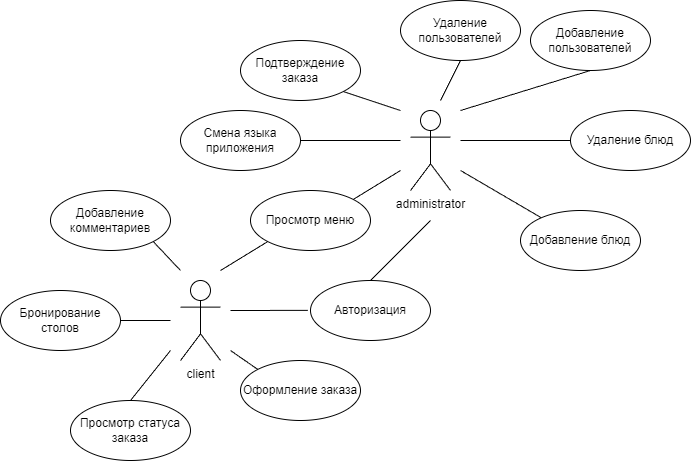 Удаление
пользователей
Добавление
пользователей
Подтверждение
заказа
Смена языка
приложения
Удаление блюд
administrator
Добавление
комментариев
Просмотр меню
Добавление блюд
Бронирование
столов
Авторизация
client
Оформление заказа
Просмотр статуса
заказа